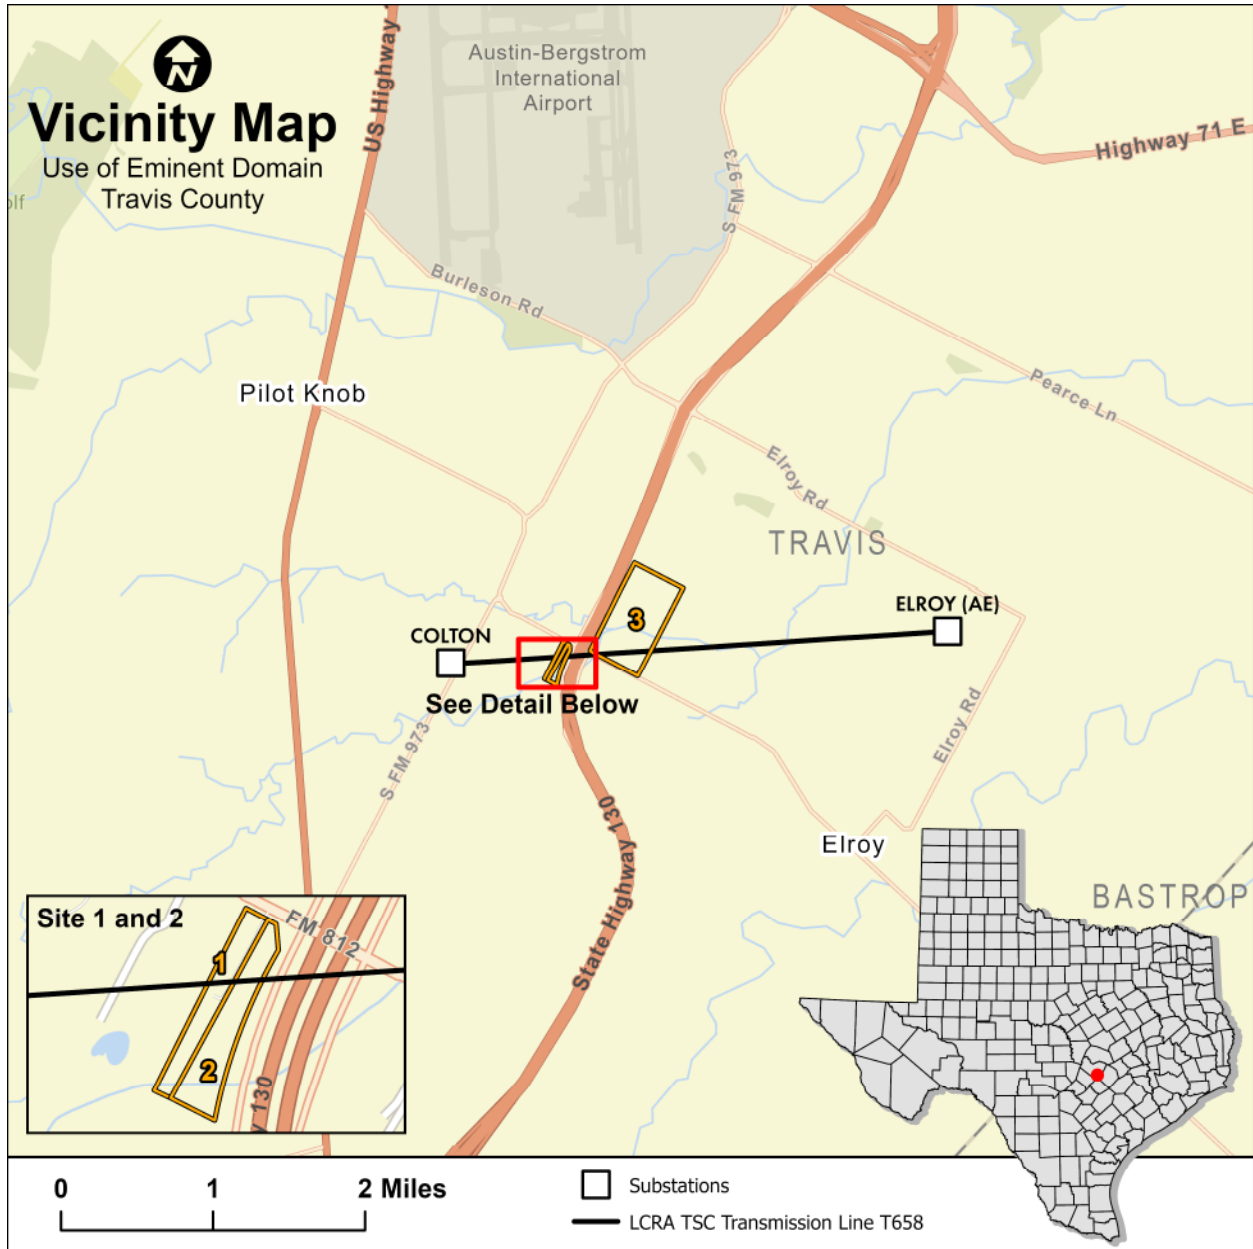 N
Vicinity Map
Use of Eminent Domain
Travis County
Austin-Bergstrom
International
Airport
US Highway
Highway 71 E
S FM 973
Burleson Rd
Pilot Knob
Pearce Ln
Elroy Rd
TRAVIS
3
COLTON
ELROY (AE)
See Detail Below
S FM 973
Elroy Rd
State Highway 130
Elroy
BASTROP
Site 1 and 2
FM 812
1
2
y 130
0 1 2 Miles
Substations
LCRA TSC Transmission Line T658